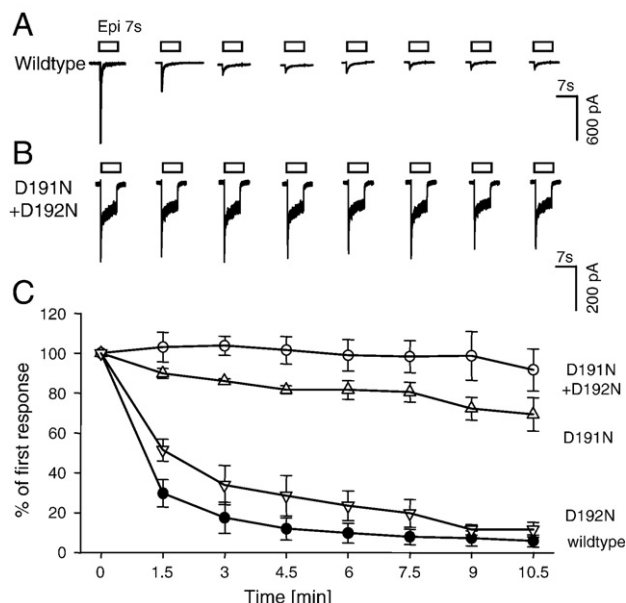 A
Epi 7s
Wildtype
7s
600 pA
B
D191N
+D192N
7s
200 pA
C
120
100
80
60
40
20
0
% of first response
0 1.5 3 4.5 6 7.5 9 10.5
Time [min]
D191N
+D192N
D191N
D192N
wildtype